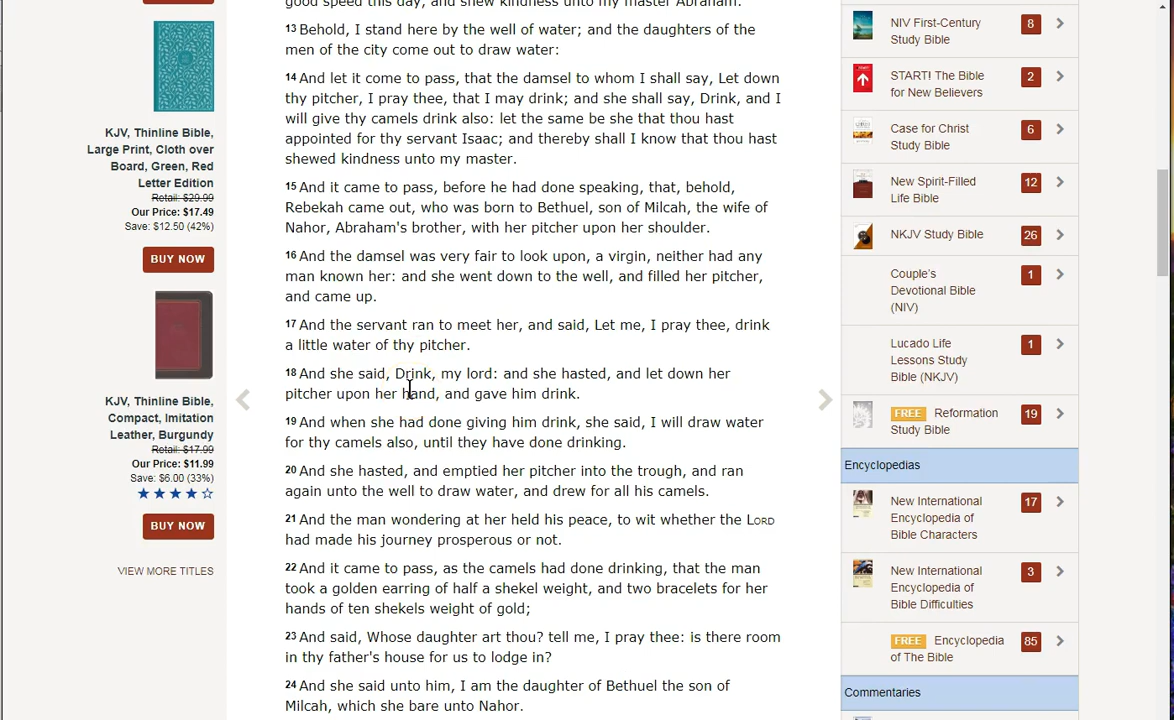 good speed this day, and shew kindness unto my master Abraham.
13 Behold, I stand here by the well of water; and the daughters of the
men of the city come out to draw water:
14 And let it come to pass, that the damsel to whom I shall say, Let down
thy pitcher, I pray thee, that I may drink; and she shall say, Drink, and I
will give thy camels drink also: let the same be she that thou hast
appointed for thy servant Isaac; and thereby shall I know that thou hast
shewed kindness unto my master.
15 And it came to pass, before he had done speaking, that, behold,
Rebekah came out, who was born to Bethuel, son of Milcah, the wife of
Nahor, Abraham's brother, with her pitcher upon her shoulder.
16 And the damsel was very fair to look upon, a virgin, neither had any
man known her: and she went down to the well, and filled her pitcher,
and came up.
17 And the servant ran to meet her, and said, Let me, I pray thee, drink
a little water of thy pitcher.
18 And she said, Drink, my lord: and she hasted, and let down her
pitcher upon her hand, and gave him drink.
19 And when she had done giving him drink, she said, I will draw water
for thy camels also, until they have done drinking.
20 And she hasted, and emptied her pitcher into the trough, and ran
again unto the well to draw water, and drew for all his camels.
21 And the man wondering at her held his peace, to wit whether the LORD
had made his journey prosperous or not.
22 And it came to pass, as the camels had done drinking, that the man
took a golden earring of half a shekel weight, and two bracelets for her
hands of ten shekels weight of gold;
23 And said, Whose daughter art thou? tell me, I pray thee: is there room
in thy father's house for us to lodge in?
24 And she said unto him, I am the daughter of Bethuel the son of
Milcah, which she bare unto Nahor.
KJV, Thinline Bible,
Large Print, Cloth over
Board, Green, Red
Letter Edition
Retail: $29.99
Our Price: $17.49
Save: $12.50 (42%)
BUY NOW
KJV, Thinline Bible,
Compact, Imitation
Leather, Burgundy
Retail: $17.99
Our Price: $11.99
Save: $6.00 (33%)
BUY NOW
VIEW MORE TITLES
NIV First-Century 8
Study Bible
START! The Bible 2
for New Believers
Case for Christ 6
Study Bible
New Spirit-Filled 12
Life Bible
NKJV Study Bible 26
Couple's 1
Devotional Bible
(NIV)
Lucado Life 1
Lessons Study
Bible (NKJV)
FREE Reformation 19
Study Bible
Encyclopedias
New International 17
Encyclopedia of
Bible Characters
New International 3
Encyclopedia of
Bible Difficulties
FREE Encyclopedia 85
of The Bible
Commentaries